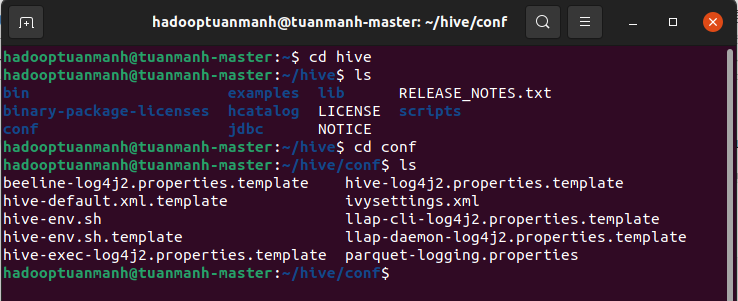 hadooptuanmanh@tuanmanh-master: ~/hive/conf
hadooptuanmanh@tuanmanh-master:~$ cd hive
hadooptuanmanh@tuanmanh-master:~/hive$ ls
bin examples lib RELEASE_NOTES.txt
binary-package-licenses hcatalog LICENSE scripts
conf jdbc NOTICE
hadooptuanmanh@tuanmanh-master:~/hive$ cd conf
hadooptuanmanh@tuanmanh-master:~/hive/conf$ ls
beeline-log4j2.properties.template hive-log4j2.properties.template
hive-default.xml.template ivysettings.xml
hive-env.sh llap-cli-log4j2.properties.template
hive-env.sh.template llap-daemon-log4j2.properties.template
hive-exec-log4j2.properties.template parquet-logging.properties
hadooptuanmanh@tuanmanh-master:~/hive/conf$